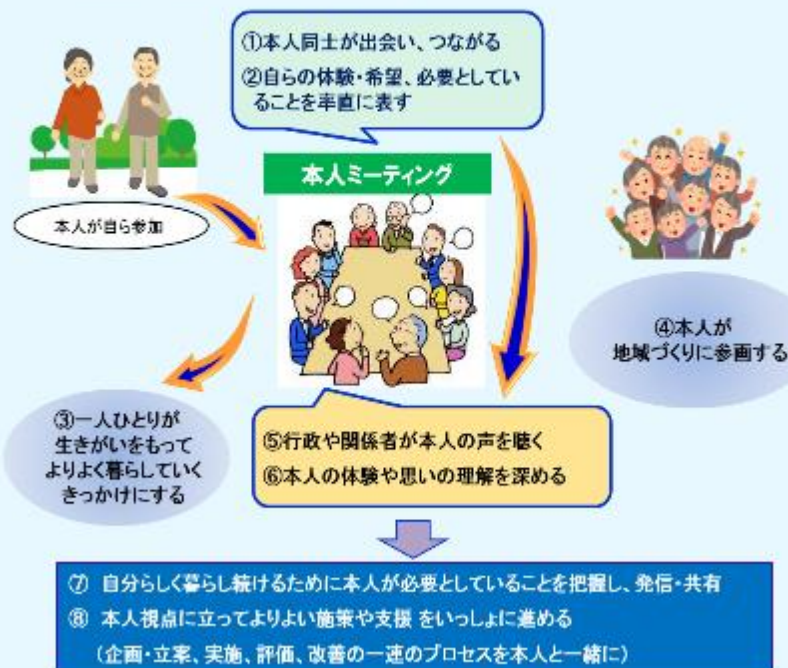 ①本人同士が出会い、つながる
②自らの体験・希望、必要としてい
ることを率直に表す
本人ミーティング
本人が自ら参加
④本人が
地域づくりに参画する
③一人ひとりが
生きがいをもって
よりよく暮らしていく
きっかけにする
⑤行政や関係者が本人の声を聴く
⑥本人の体験や思いの理解を深める
⑦ 自分らしく暮らし続けるために本人が必要としていることを把握し、発信・共有
⑧ 本人視点に立ってよりよい施策や支援 をいっしょに進める
(企画・立案、実施、評価、改善の一連のプロセスを本人と一緒に)